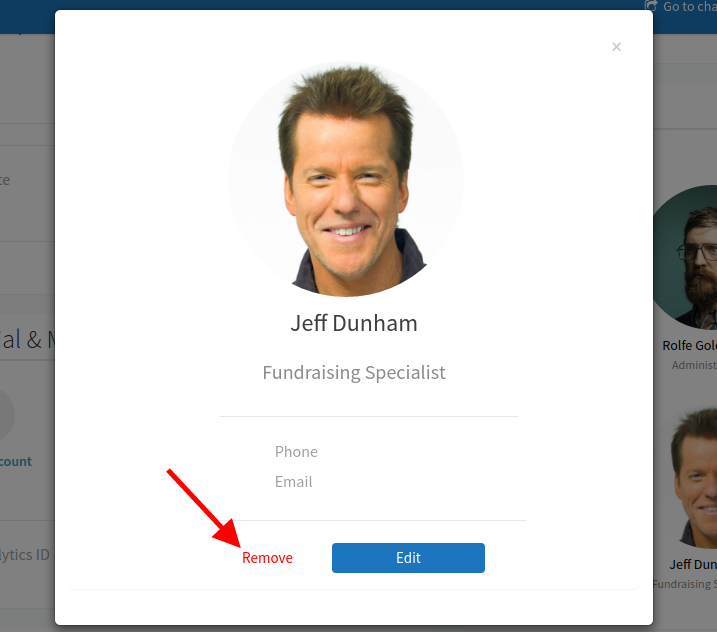 Go to cha
×
te
al & M
count
lytics ID
Jeff Dunham
Fundraising Specialist
Phone
Email
Remove
Edit
Rolfe Gol
Administ
Jeff Dun
Fundraising S